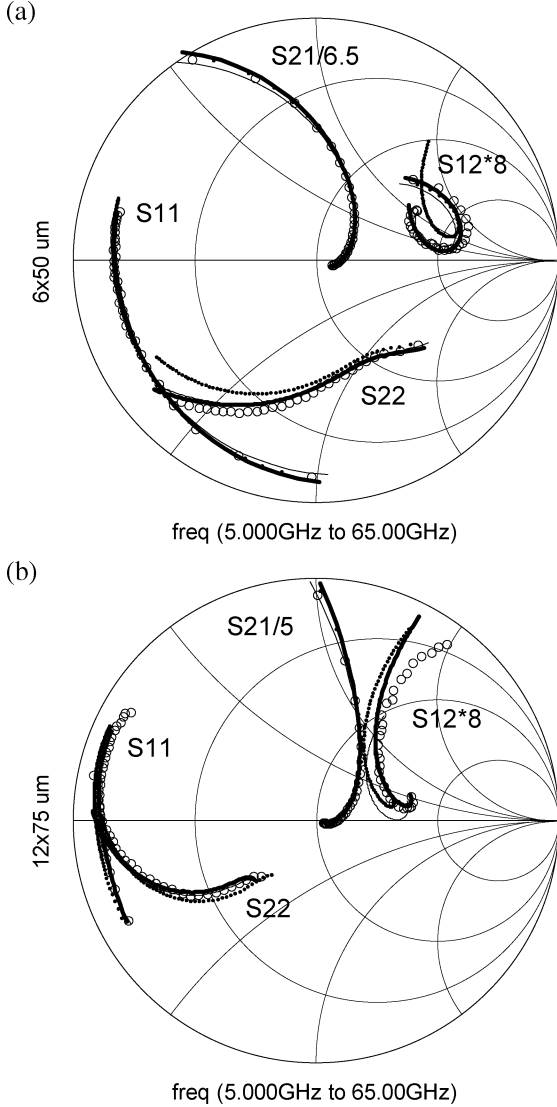 (a)
S21/6.5
S12*8
S11
6x50 um
S22
freq (5.000GHz to 65.00GHz)
(b)
S21/5
S12*8
S11
12x75 um
S22
freq (5.000GHz to 65.00GHz)